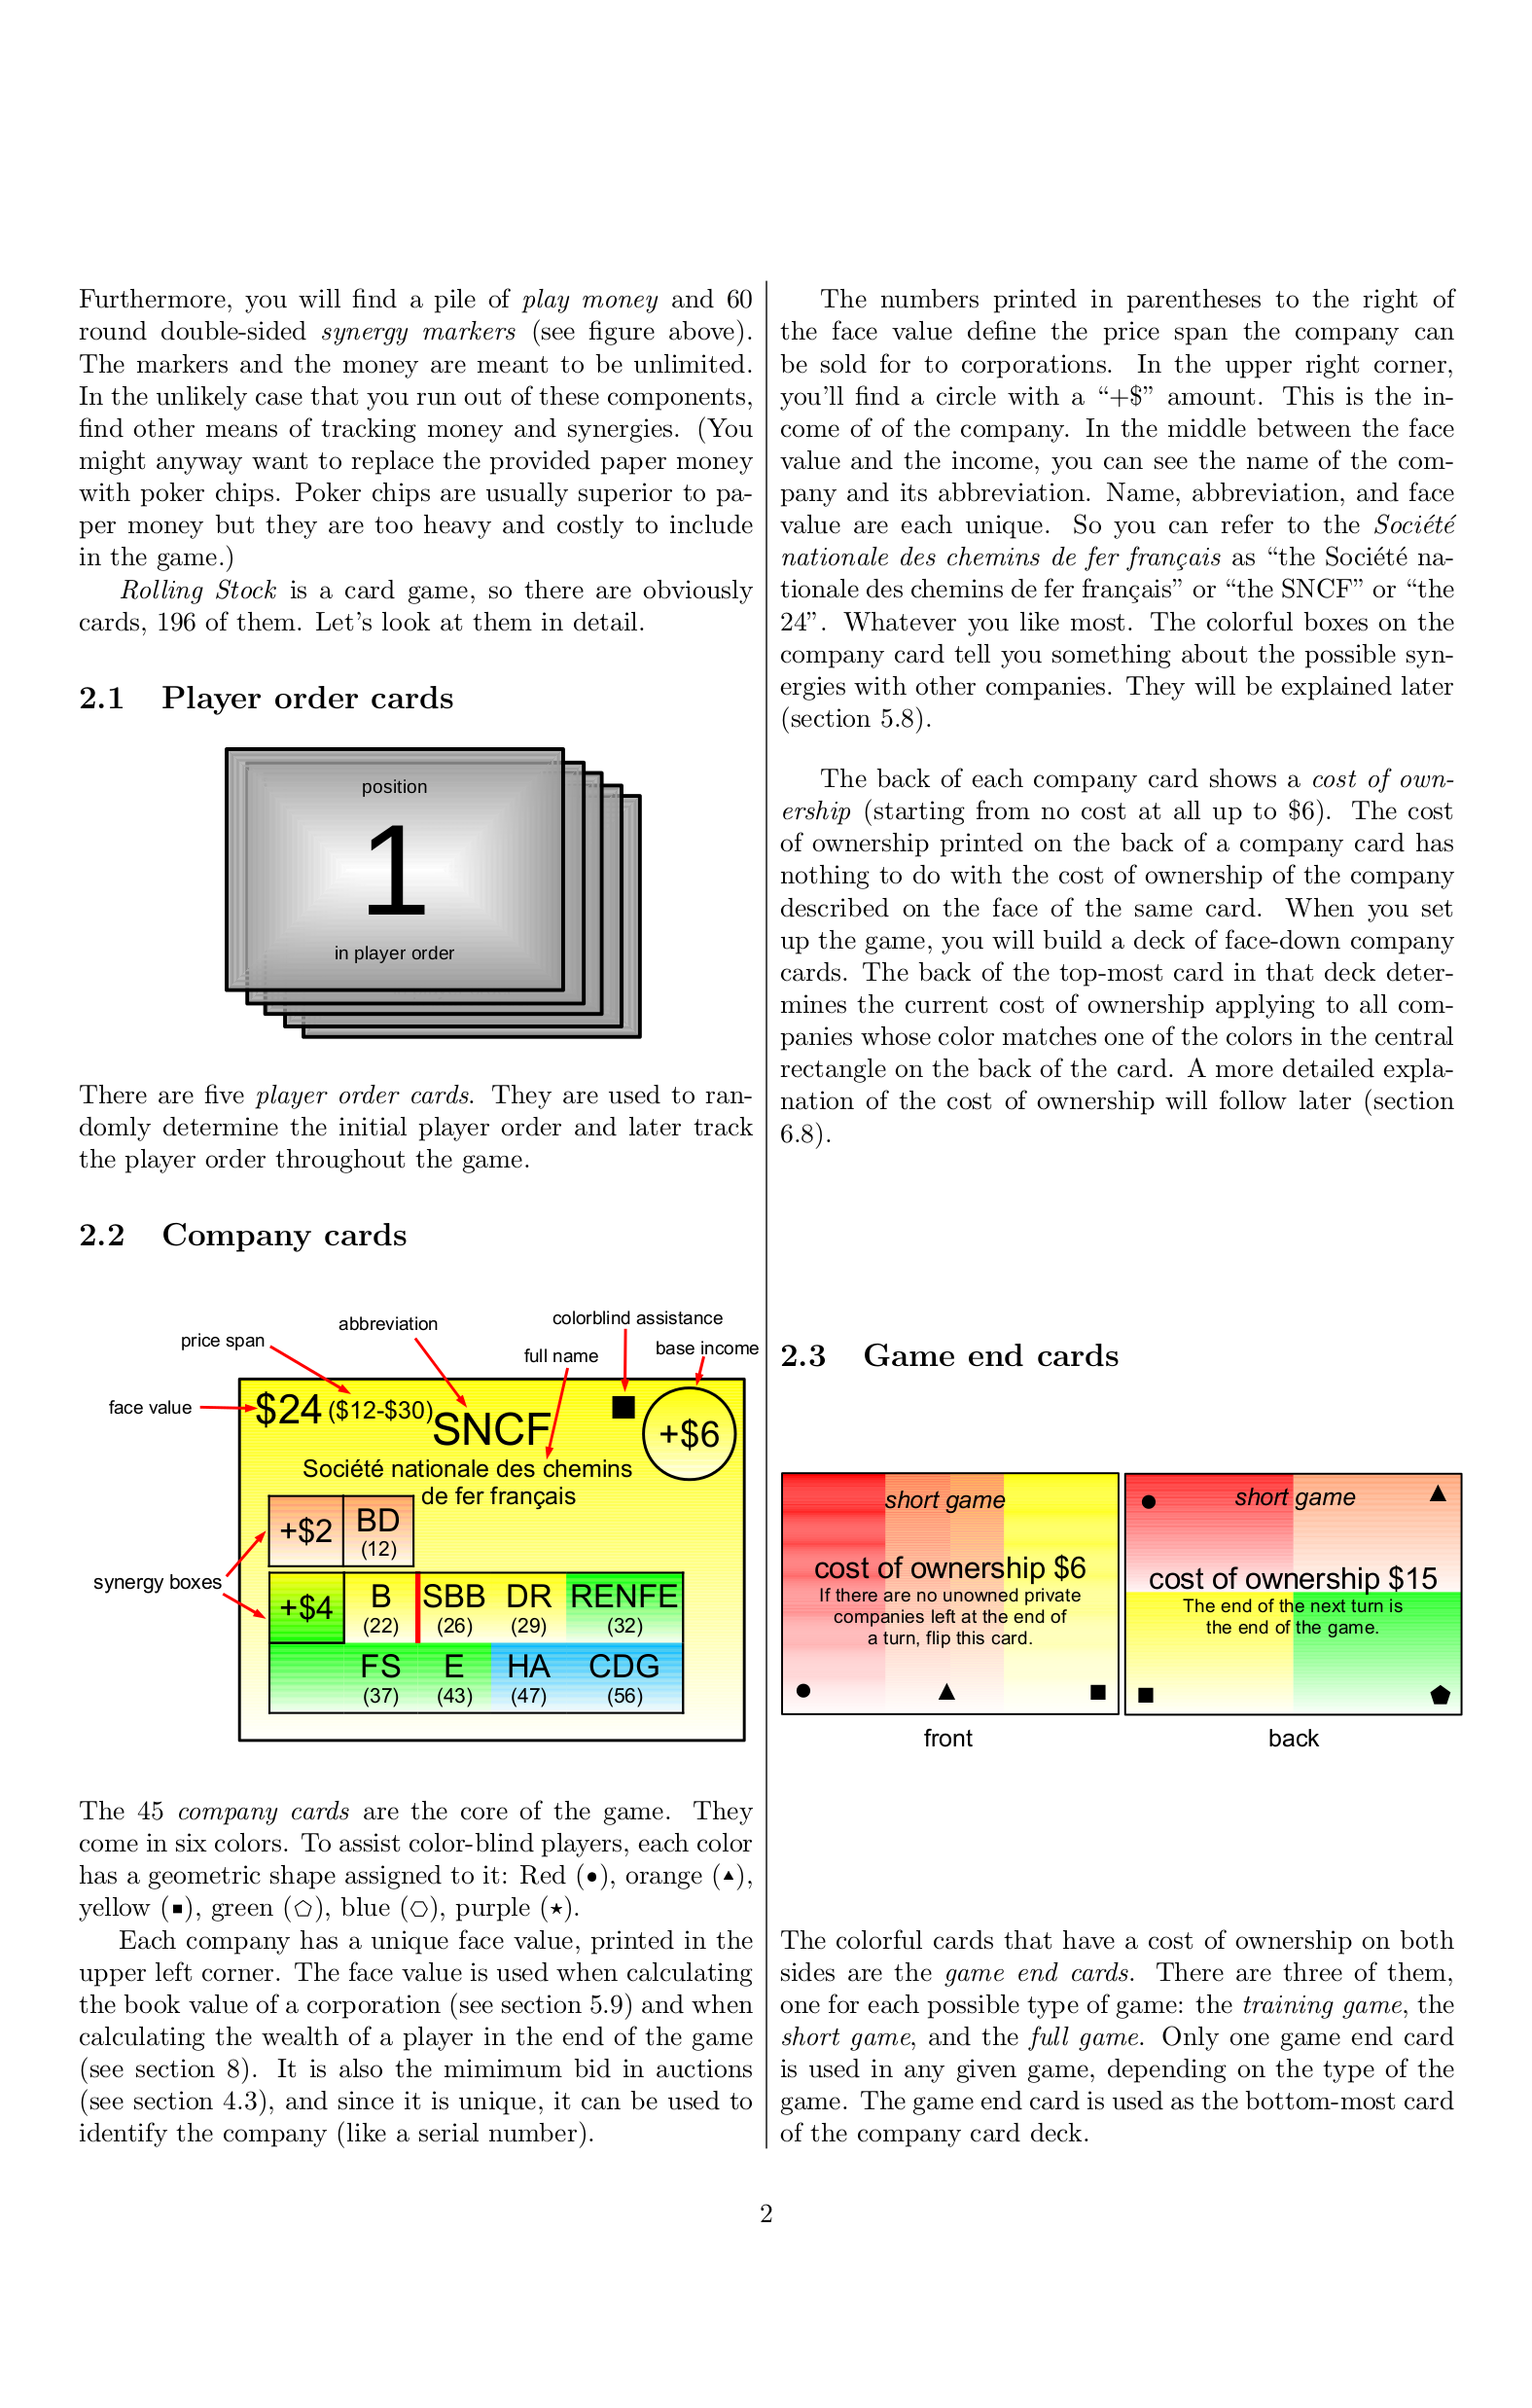 Furthermore, you will find a pile of play money and 60
round double-sided synergy markers (see figure above).
The markers and the money are meant to be unlimited.
In the unlikely case that you run out of these components,
find other means of tracking money and synergies. (You
might anyway want to replace the provided paper money
with poker chips. Poker chips are usually superior to pa-
per money but they are too heavy and costly to include
in the game.)
Rolling Stock is a card game, so there are obviously
cards, 196 of them. Let's look at them in detail.
2.1 Player order cards
position
1
in player order
There are five player order cards. They are used to ran-
domly determine the initial player order and later track
the player order throughout the game.
2.2 Company cards
colorblind assistance
abbreviation
price span
full name
base income
face value
$24 ($12-$30)
SNCF
■
+$6
Société nationale des chemins
de fer français
+$2 BD
(12)
synergy boxes
+$4 B SBB DR RENFE
(22) (26) (29) (32)
FS E HA CDG
(37) (43) (47) (56)
The 45 company cards are the core of the game. They
come in six colors. To assist color-blind players, each color
has a geometric shape assigned to it: Red (●), orange (▲),
yellow (■), green (⬠), blue (⬡), purple (★).
Each company has a unique face value, printed in the
upper left corner. The face value is used when calculating
the book value of a corporation (see section 5.9) and when
calculating the wealth of a player in the end of the game
(see section 8). It is also the mimimum bid in auctions
(see section 4.3), and since it is unique, it can be used to
identify the company (like a serial number).
The numbers printed in parentheses to the right of
the face value define the price span the company can
be sold for to corporations. In the upper right corner,
you'll find a circle with a “+$” amount. This is the in-
come of of the company. In the middle between the face
value and the income, you can see the name of the com-
pany and its abbreviation. Name, abbreviation, and face
value are each unique. So you can refer to the Société
nationale des chemins de fer français as “the Société na-
tionale des chemins de fer français” or “the SNCF” or “the
24”. Whatever you like most. The colorful boxes on the
company card tell you something about the possible syn-
ergies with other companies. They will be explained later
(section 5.8).
The back of each company card shows a cost of own-
ership (starting from no cost at all up to $6). The cost
of ownership printed on the back of a company card has
nothing to do with the cost of ownership of the company
described on the face of the same card. When you set
up the game, you will build a deck of face-down company
cards. The back of the top-most card in that deck deter-
mines the current cost of ownership applying to all com-
panies whose color matches one of the colors in the central
rectangle on the back of the card. A more detailed expla-
nation of the cost of ownership will follow later (section
6.8).
2.3 Game end cards
short game
cost of ownership $6
If there are no unowned private
companies left at the end of
a turn, flip this card.
front
short game
cost of ownership $15
The end of the next turn is
the end of the game.
back
The colorful cards that have a cost of ownership on both
sides are the game end cards. There are three of them,
one for each possible type of game: the training game, the
short game, and the full game. Only one game end card
is used in any given game, depending on the type of the
game. The game end card is used as the bottom-most card
of the company card deck.
2